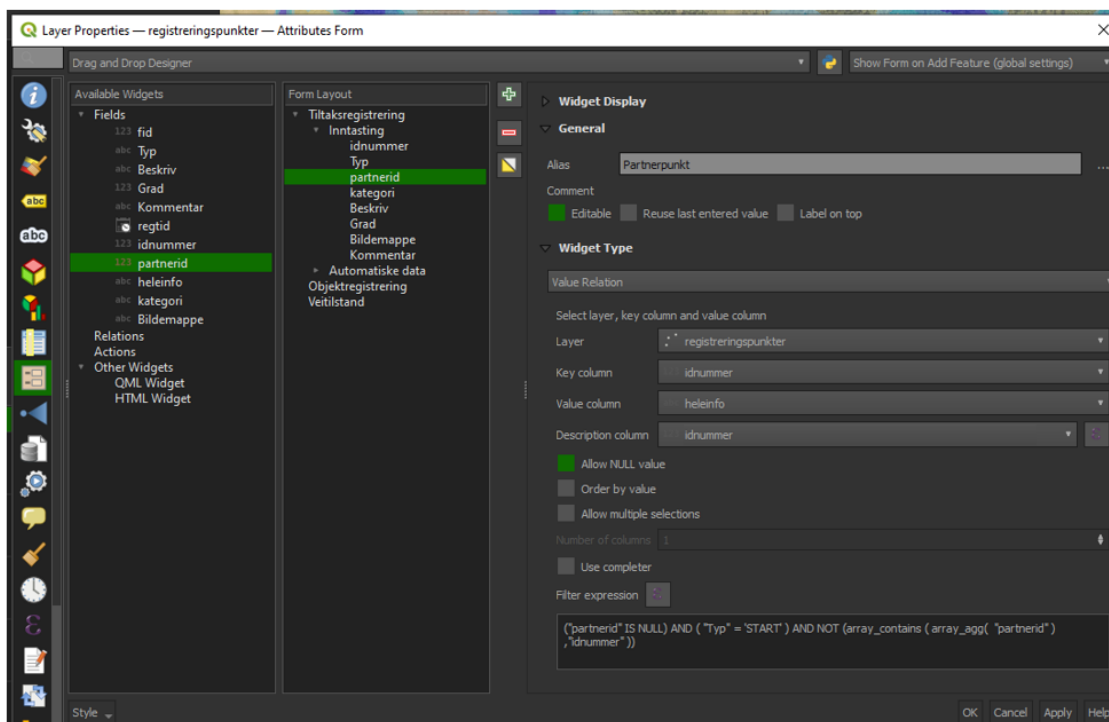 Layer Properties — registreringspunkter — Attributes Form
Drag and Drop Designer
Show Form on Add Feature (global settings)
Available Widgets
Fields
123 fid
abc Typ
abc Beskriv
123 Grad
abc Kommentar
regtid
123 idnummer
123 partnerid
abc heleinfo
abc kategori
abc Bildemappe
Relations
Actions
Other Widgets
QML Widget
HTML Widget
Form Layout
Tiltaksregistrering
Inntasting
idnummer
Typ
partnerid
kategori
Beskriv
Grad
Bildemappe
Kommentar
Automatiske data
Objektregistrering
Veitilstand
Widget Display
General
Alias Partnerpunkt ...
Comment
Editable Reuse last entered value Label on top
Widget Type
Value Relation
Select layer, key column and value column
Layer registreringspunkter
Key column idnummer
Value column heleinfo
Description column idnummer
Allow NULL value
Order by value
Allow multiple selections
Number of columns 1
Use completer
Filter expression
("partnerid" IS NULL) AND ( "Typ" = 'START' ) AND NOT (array_contains ( array_agg( "partnerid" )
,"idnummer" ))
Style
OK Cancel Apply Help
abc
abc